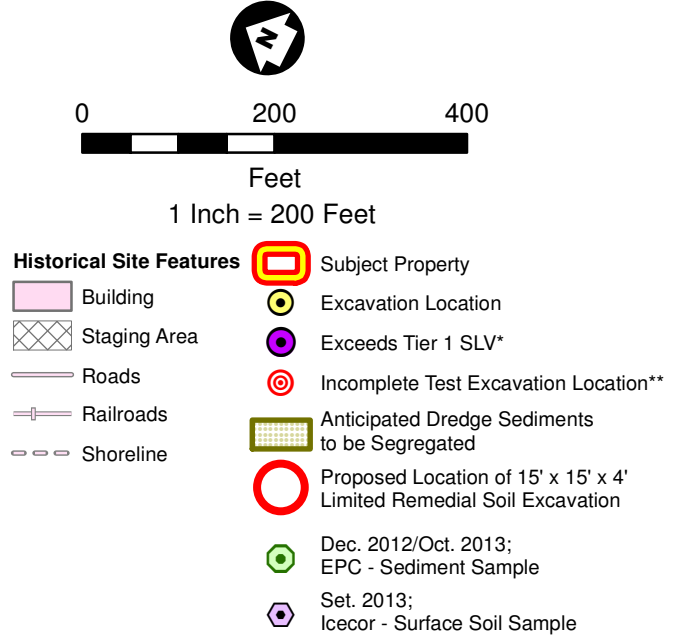 N
0 200 400
Feet
1 Inch = 200 Feet
Historical Site Features
Building
Staging Area
Roads
Railroads
Shoreline
Subject Property
Excavation Location
Exceeds Tier 1 SLV*
Incomplete Test Excavation Location**
Anticipated Dredge Sediments
to be Segregated
Proposed Location of 15' x 15' x 4'
Limited Remedial Soil Excavation
Dec. 2012/Oct. 2013;
EPC - Sediment Sample
Set. 2013;
Icecor - Surface Soil Sample